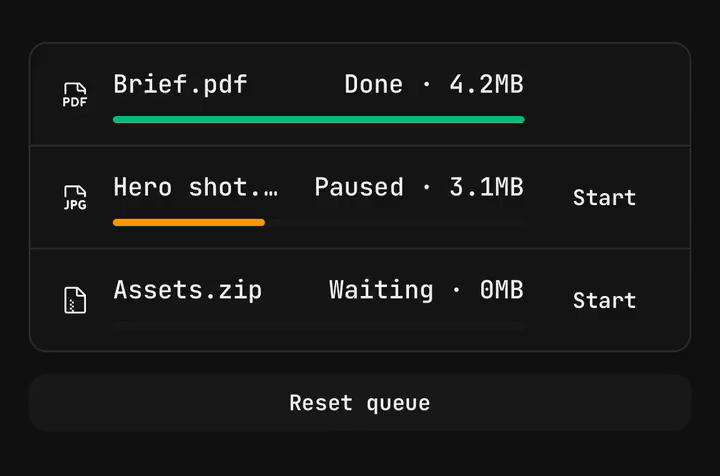 PDF
Brief.pdf
Done · 4.2MB
JPG
Hero shot.…
Paused · 3.1MB
Start
Assets.zip
Waiting · 0MB
Start
Reset queue